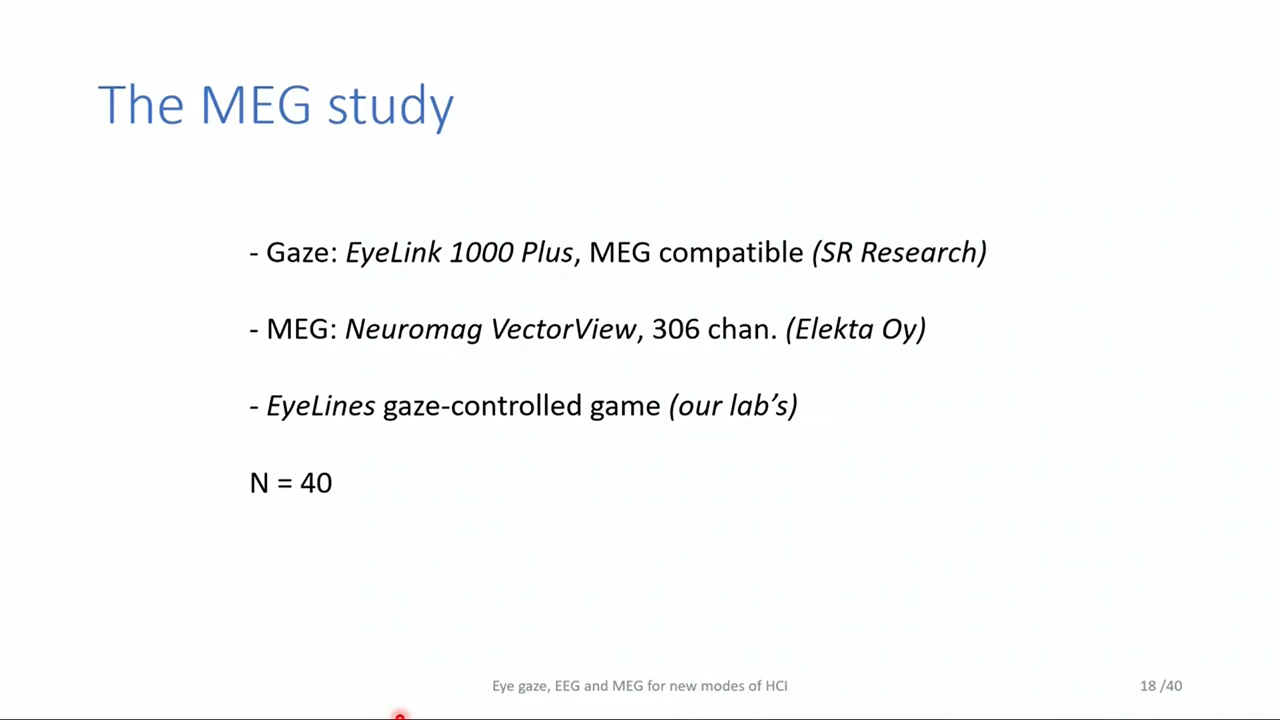 The MEG study
- Gaze: EyeLink 1000 Plus, MEG compatible (SR Research)
- MEG: Neuromag VectorView, 306 chan. (Elekta Oy)
- EyeLines gaze-controlled game (our lab’s)
N = 40
Eye gaze, EEG and MEG for new modes of HCI
18 /40